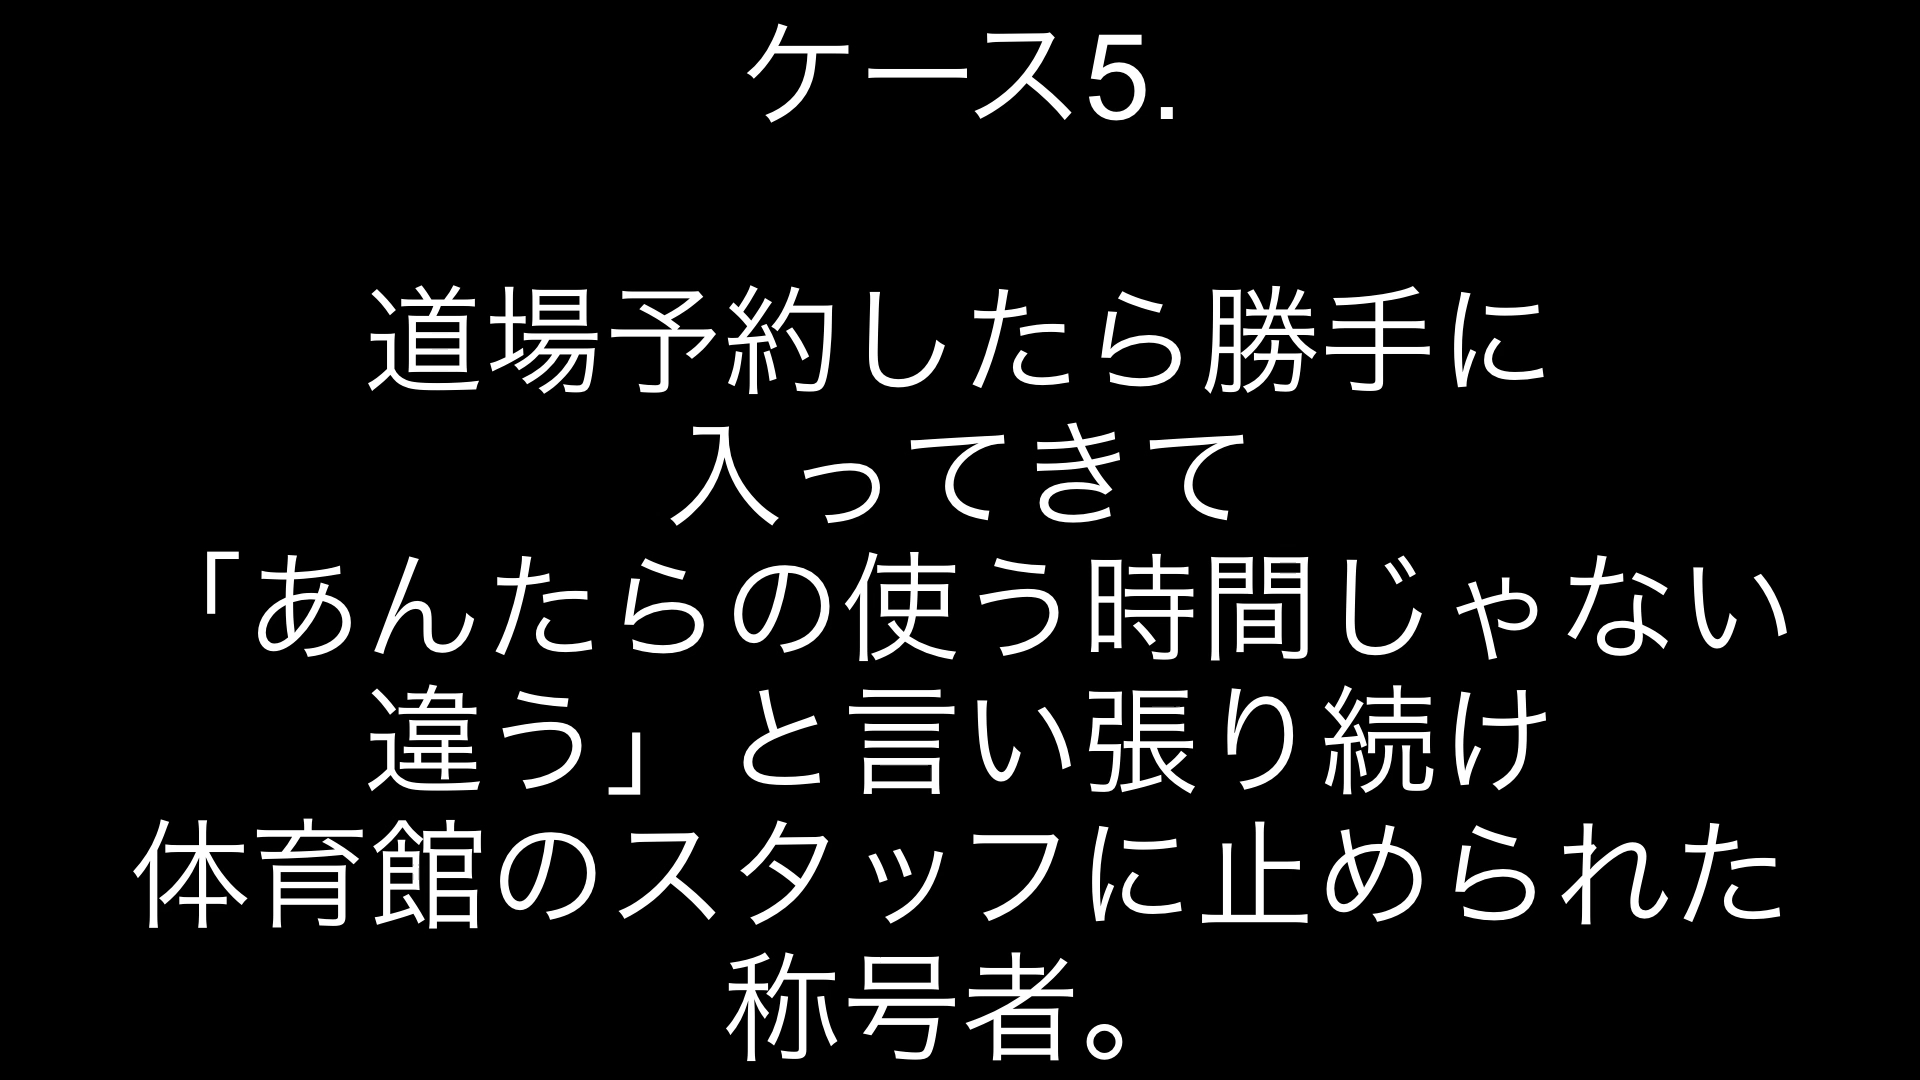 ケース5.
道場予約したら勝手に
入ってきて
「あんたらの使う時間じゃない
違う」と言い張り続け
体育館のスタッフに止められた
称号者。